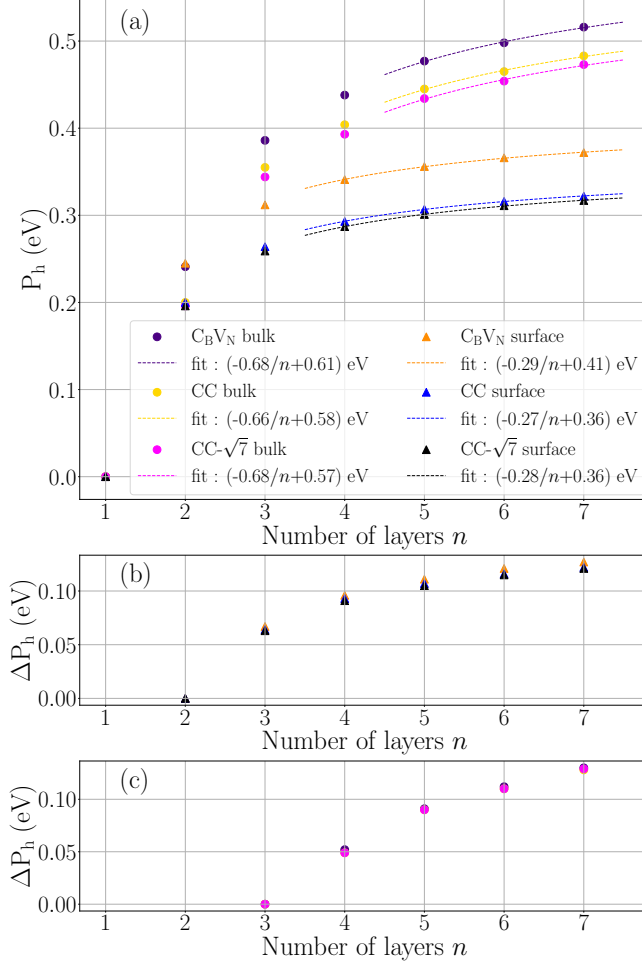 (a)
0.5
0.4
0.3
0.2
0.1
0.0
P_h (eV)
C_BV_N bulk
fit : (-0.68/n+0.61) eV
CC bulk
fit : (-0.66/n+0.58) eV
CC-√7 bulk
fit : (-0.68/n+0.57) eV
C_BV_N surface
fit : (-0.29/n+0.41) eV
CC surface
fit : (-0.27/n+0.36) eV
CC-√7 surface
fit : (-0.28/n+0.36) eV
1 2 3 4 5 6 7
Number of layers n
(b)
0.10
0.05
0.00
ΔP_h (eV)
1 2 3 4 5 6 7
Number of layers n
(c)
0.10
0.05
0.00
ΔP_h (eV)
1 2 3 4 5 6 7
Number of layers n